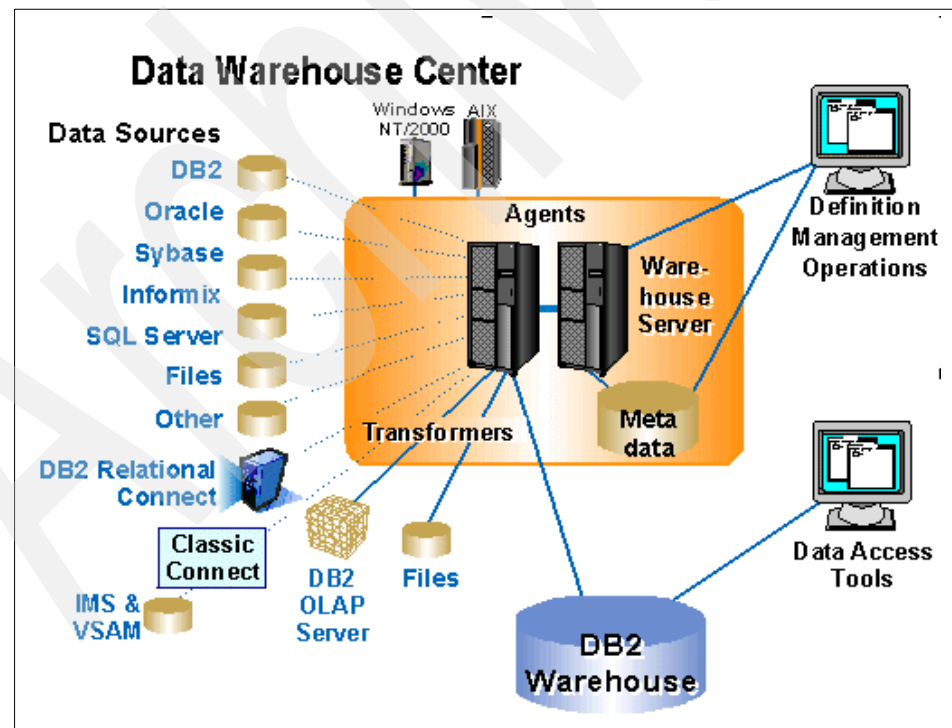 Data Warehouse Center
Windows
NT/2000
AIX
Data Sources
DB2
Oracle
Sybase
Informix
SQL Server
Files
Other
DB2 Relational
Connect
Classic
Connect
IMS &
VSAM
Agents
Ware-
house
Server
Transformers
Meta
data
DB2
OLAP
Server
Files
DB2
Warehouse
Definition
Management
Operations
Data Access
Tools